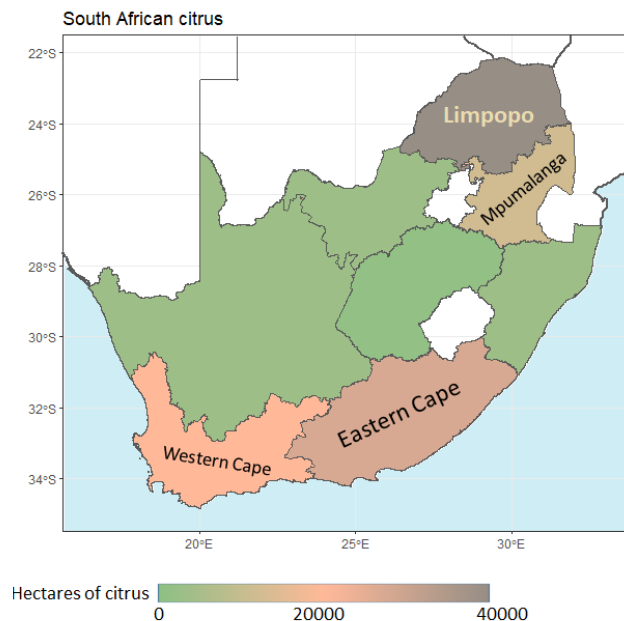 South African citrus
22°S
24°S
26°S
28°S
30°S
32°S
34°S
Limpopo
Mpumalanga
Eastern Cape
Western Cape
20°E
25°E
30°E
Hectares of citrus
0
20000
40000